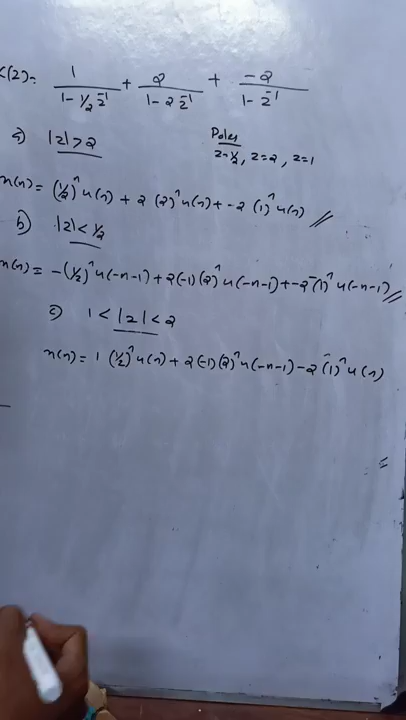 X(z)= 1/(1-1/2 z^-1) + 2/(1-2z^-1) + -2/(1-z^-1)
a) |z|>2
Poles
z=1/2, z=2, z=1
x(n)= (1/2)^n u(n) + 2 (2)^n u(n) + -2 (1)^n u(n) //
b) |z|<1/2
x(n)= -(1/2)^n u(-n-1) + 2(-1)(2)^n u(-n-1) + -2 -(1)^n u(-n-1) //
c) 1 < |z| < 2
x(n)= 1 (1/2)^n u(n) + 2(-1)(2)^n u(-n-1) - 2 (1)^n u(n)